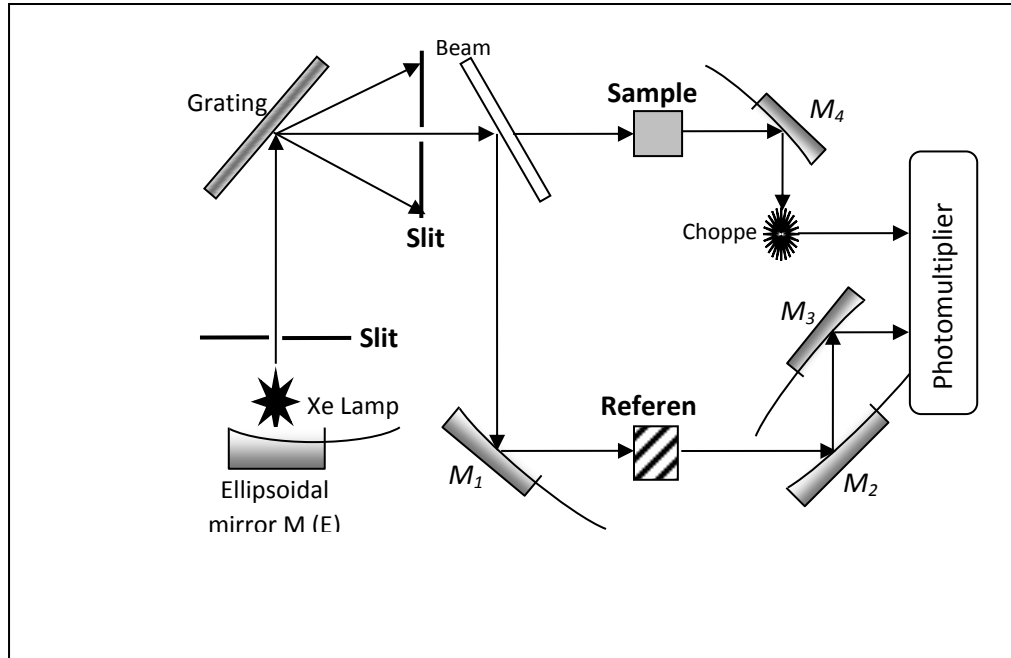 Beam
Grating
Sample
M4
Slit
Choppe
Photomultiplier
M3
Slit
Xe Lamp
Referen
M1
M2
Ellipsoidal
mirror M (E)